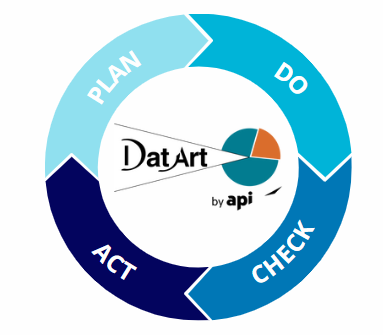 PLAN
DO
DatArt
by api
CHECK
ACT